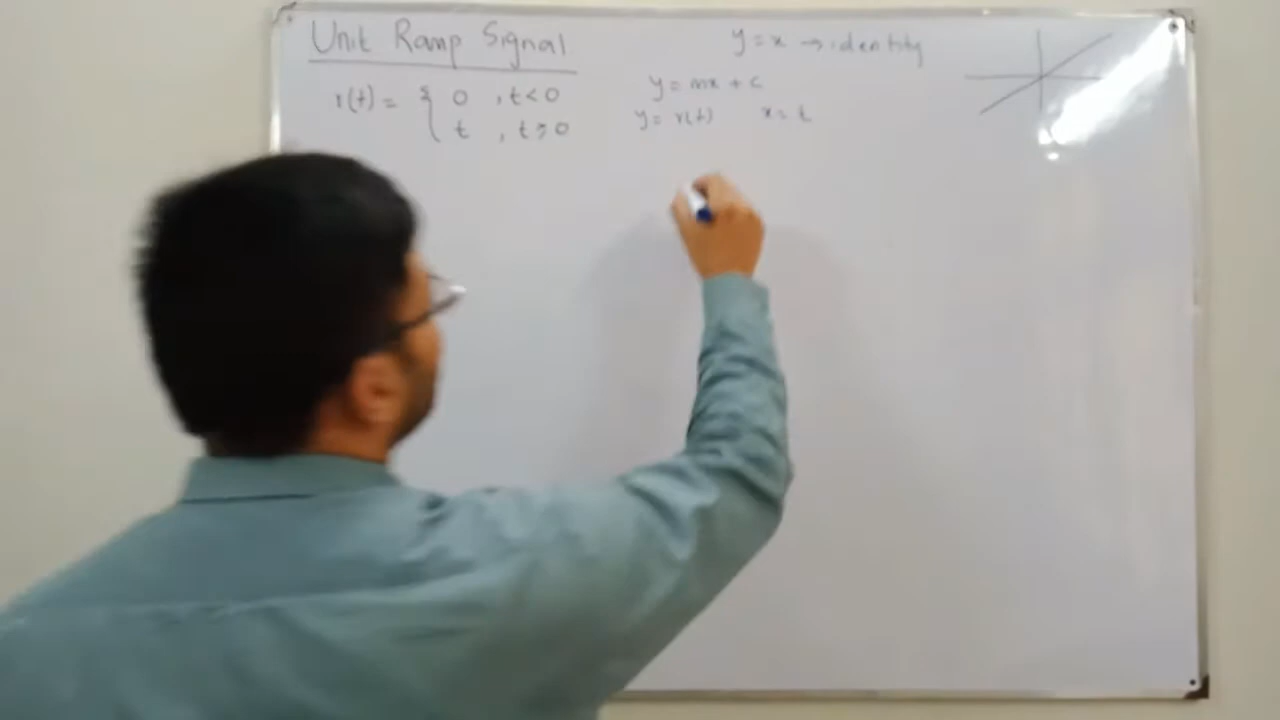 Unit Ramp Signal
r(t) = { 0 , t < 0
t , t ≥ 0
y = x → identity
y = mx + c
y = r(t) x = t